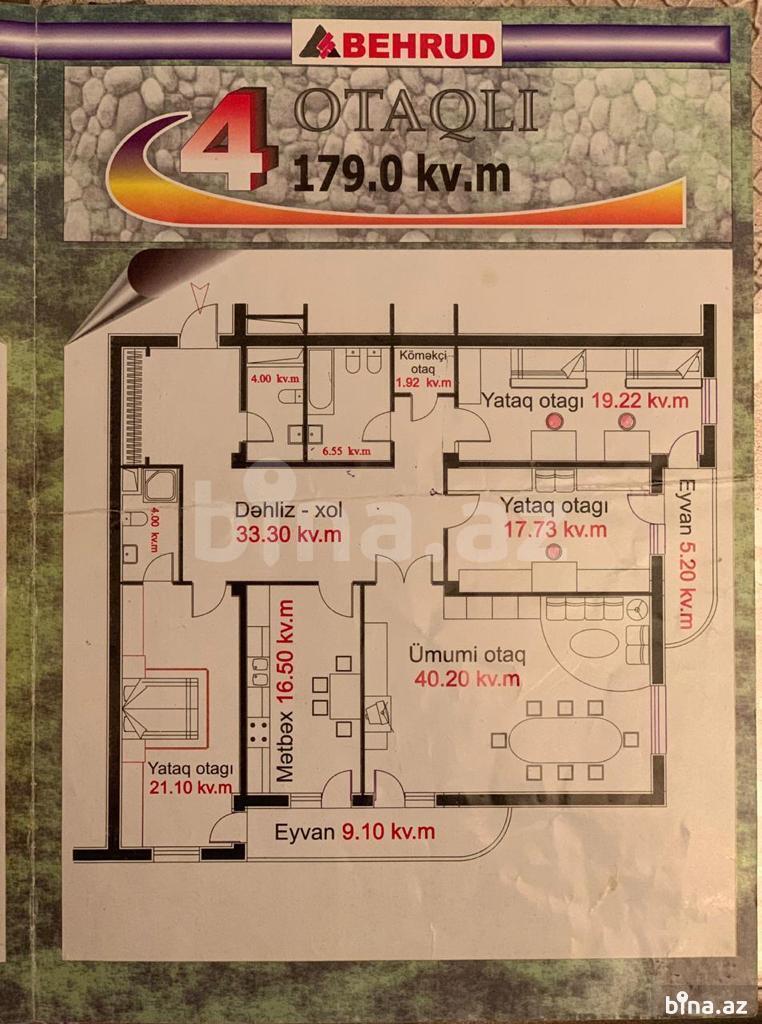 BEHRUD
4 OTAQLI
179.0 kv.m
4.00 kv.m
6.55 kv.m
Köməkçi
otaq
1.92 kv.m
Yataq otagı 19.22 kv.m
4.00 kv.m
Dəhliz - xol
33.30 kv.m
Yataq otagı
17.73 kv.m
Eyvan 5.20 kv.m
bina.az
Yataq otagı
21.10 kv.m
Mətbəx 16.50 kv.m
Ümumi otaq
40.20 kv.m
Eyvan 9.10 kv.m
bina.az